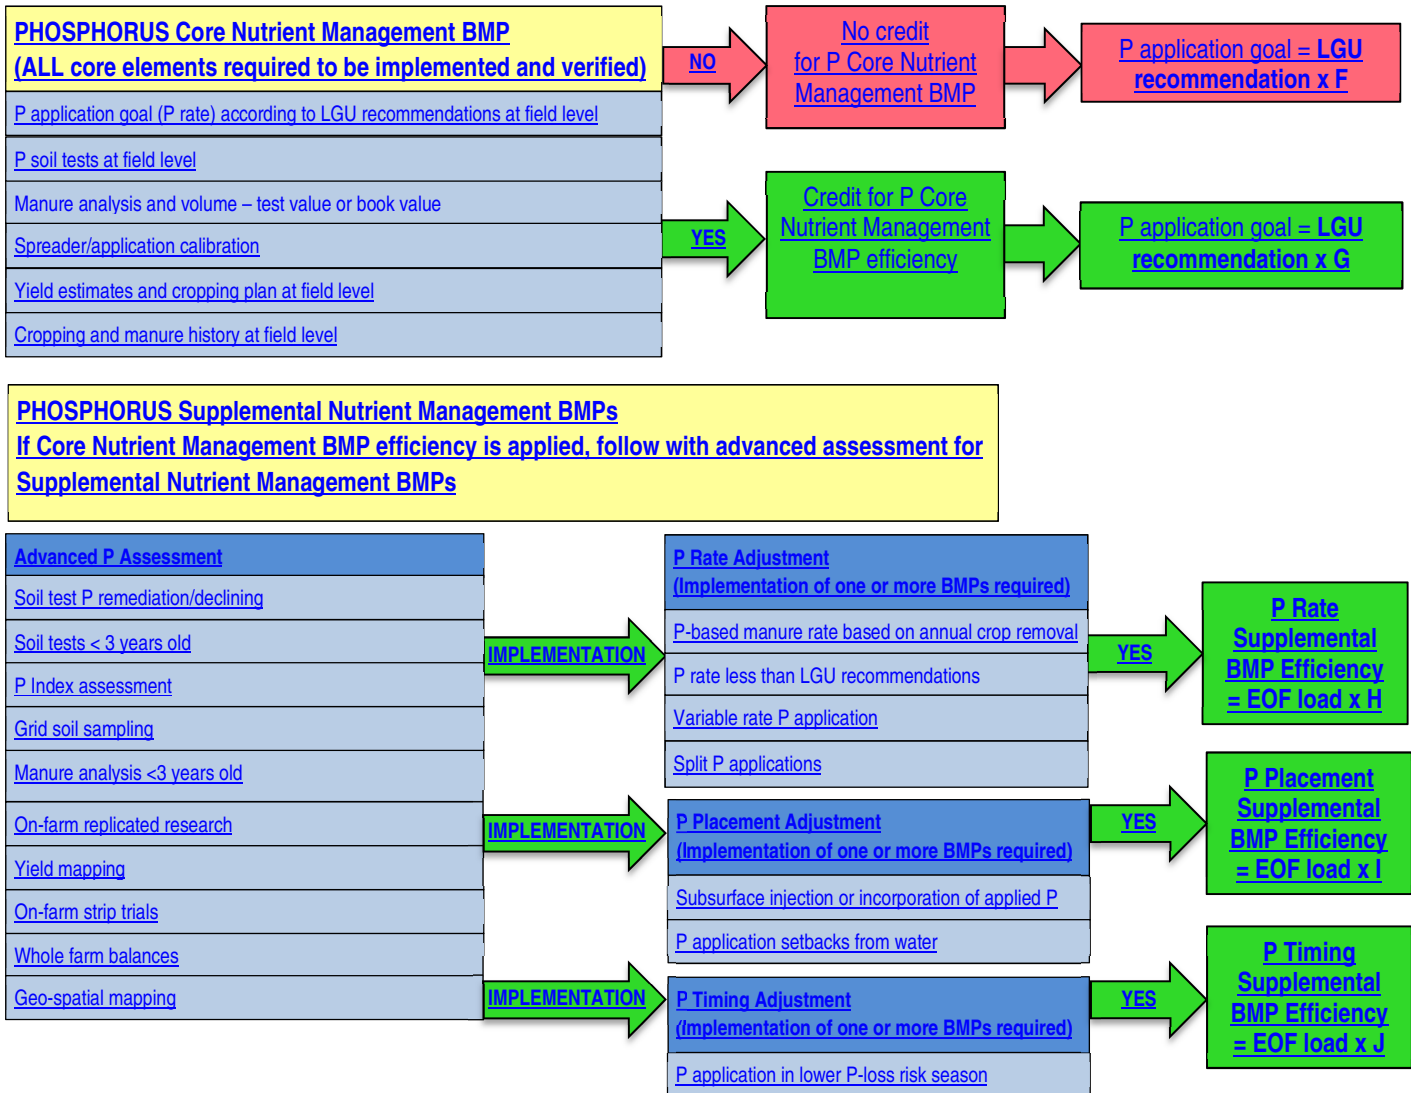 PHOSPHORUS Core Nutrient Management BMP
(ALL core elements required to be implemented and verified)
P application goal (P rate) according to LGU recommendations at field level
P soil tests at field level
Manure analysis and volume – test value or book value
Spreader/application calibration
Yield estimates and cropping plan at field level
Cropping and manure history at field level
NO
No credit
for P Core Nutrient
Management BMP
P application goal = LGU
recommendation x F
YES
Credit for P Core
Nutrient Management
BMP efficiency
P application goal = LGU
recommendation x G
PHOSPHORUS Supplemental Nutrient Management BMPs
If Core Nutrient Management BMP efficiency is applied, follow with advanced assessment for
Supplemental Nutrient Management BMPs
Advanced P Assessment
Soil test P remediation/declining
Soil tests < 3 years old
P Index assessment
Grid soil sampling
Manure analysis <3 years old
On-farm replicated research
Yield mapping
On-farm strip trials
Whole farm balances
Geo-spatial mapping
IMPLEMENTATION
P Rate Adjustment
(Implementation of one or more BMPs required)
P-based manure rate based on annual crop removal
P rate less than LGU recommendations
Variable rate P application
Split P applications
YES
P Rate
Supplemental
BMP Efficiency
= EOF load x H
IMPLEMENTATION
P Placement Adjustment
(Implementation of one or more BMPs required)
Subsurface injection or incorporation of applied P
P application setbacks from water
YES
P Placement
Supplemental
BMP Efficiency
= EOF load x I
IMPLEMENTATION
P Timing Adjustment
(Implementation of one or more BMPs required)
P application in lower P-loss risk season
YES
P Timing
Supplemental
BMP Efficiency
= EOF load x J